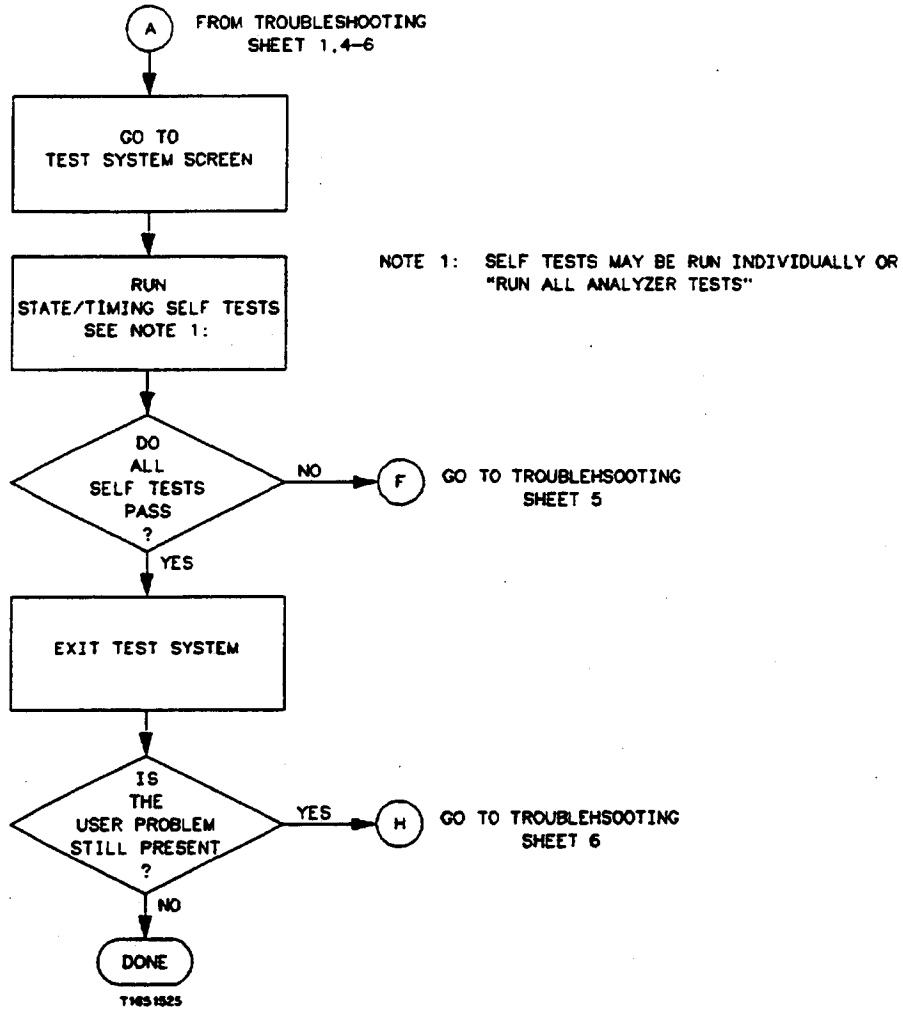 A
FROM TROUBLESHOOTING
SHEET 1,4-6
GO TO
TEST SYSTEM SCREEN
RUN
STATE/TIMING SELF TESTS
SEE NOTE 1:
NOTE 1: SELF TESTS MAY BE RUN INDIVIDUALLY OR
"RUN ALL ANALYZER TESTS"
DO
ALL
SELF TESTS
PASS
?
NO
F
GO TO TROUBLEHSOOTING
SHEET 5
YES
EXIT TEST SYSTEM
IS
THE
USER PROBLEM
STILL PRESENT
?
YES
H
GO TO TROUBLEHSOOTING
SHEET 6
NO
DONE
T1651525